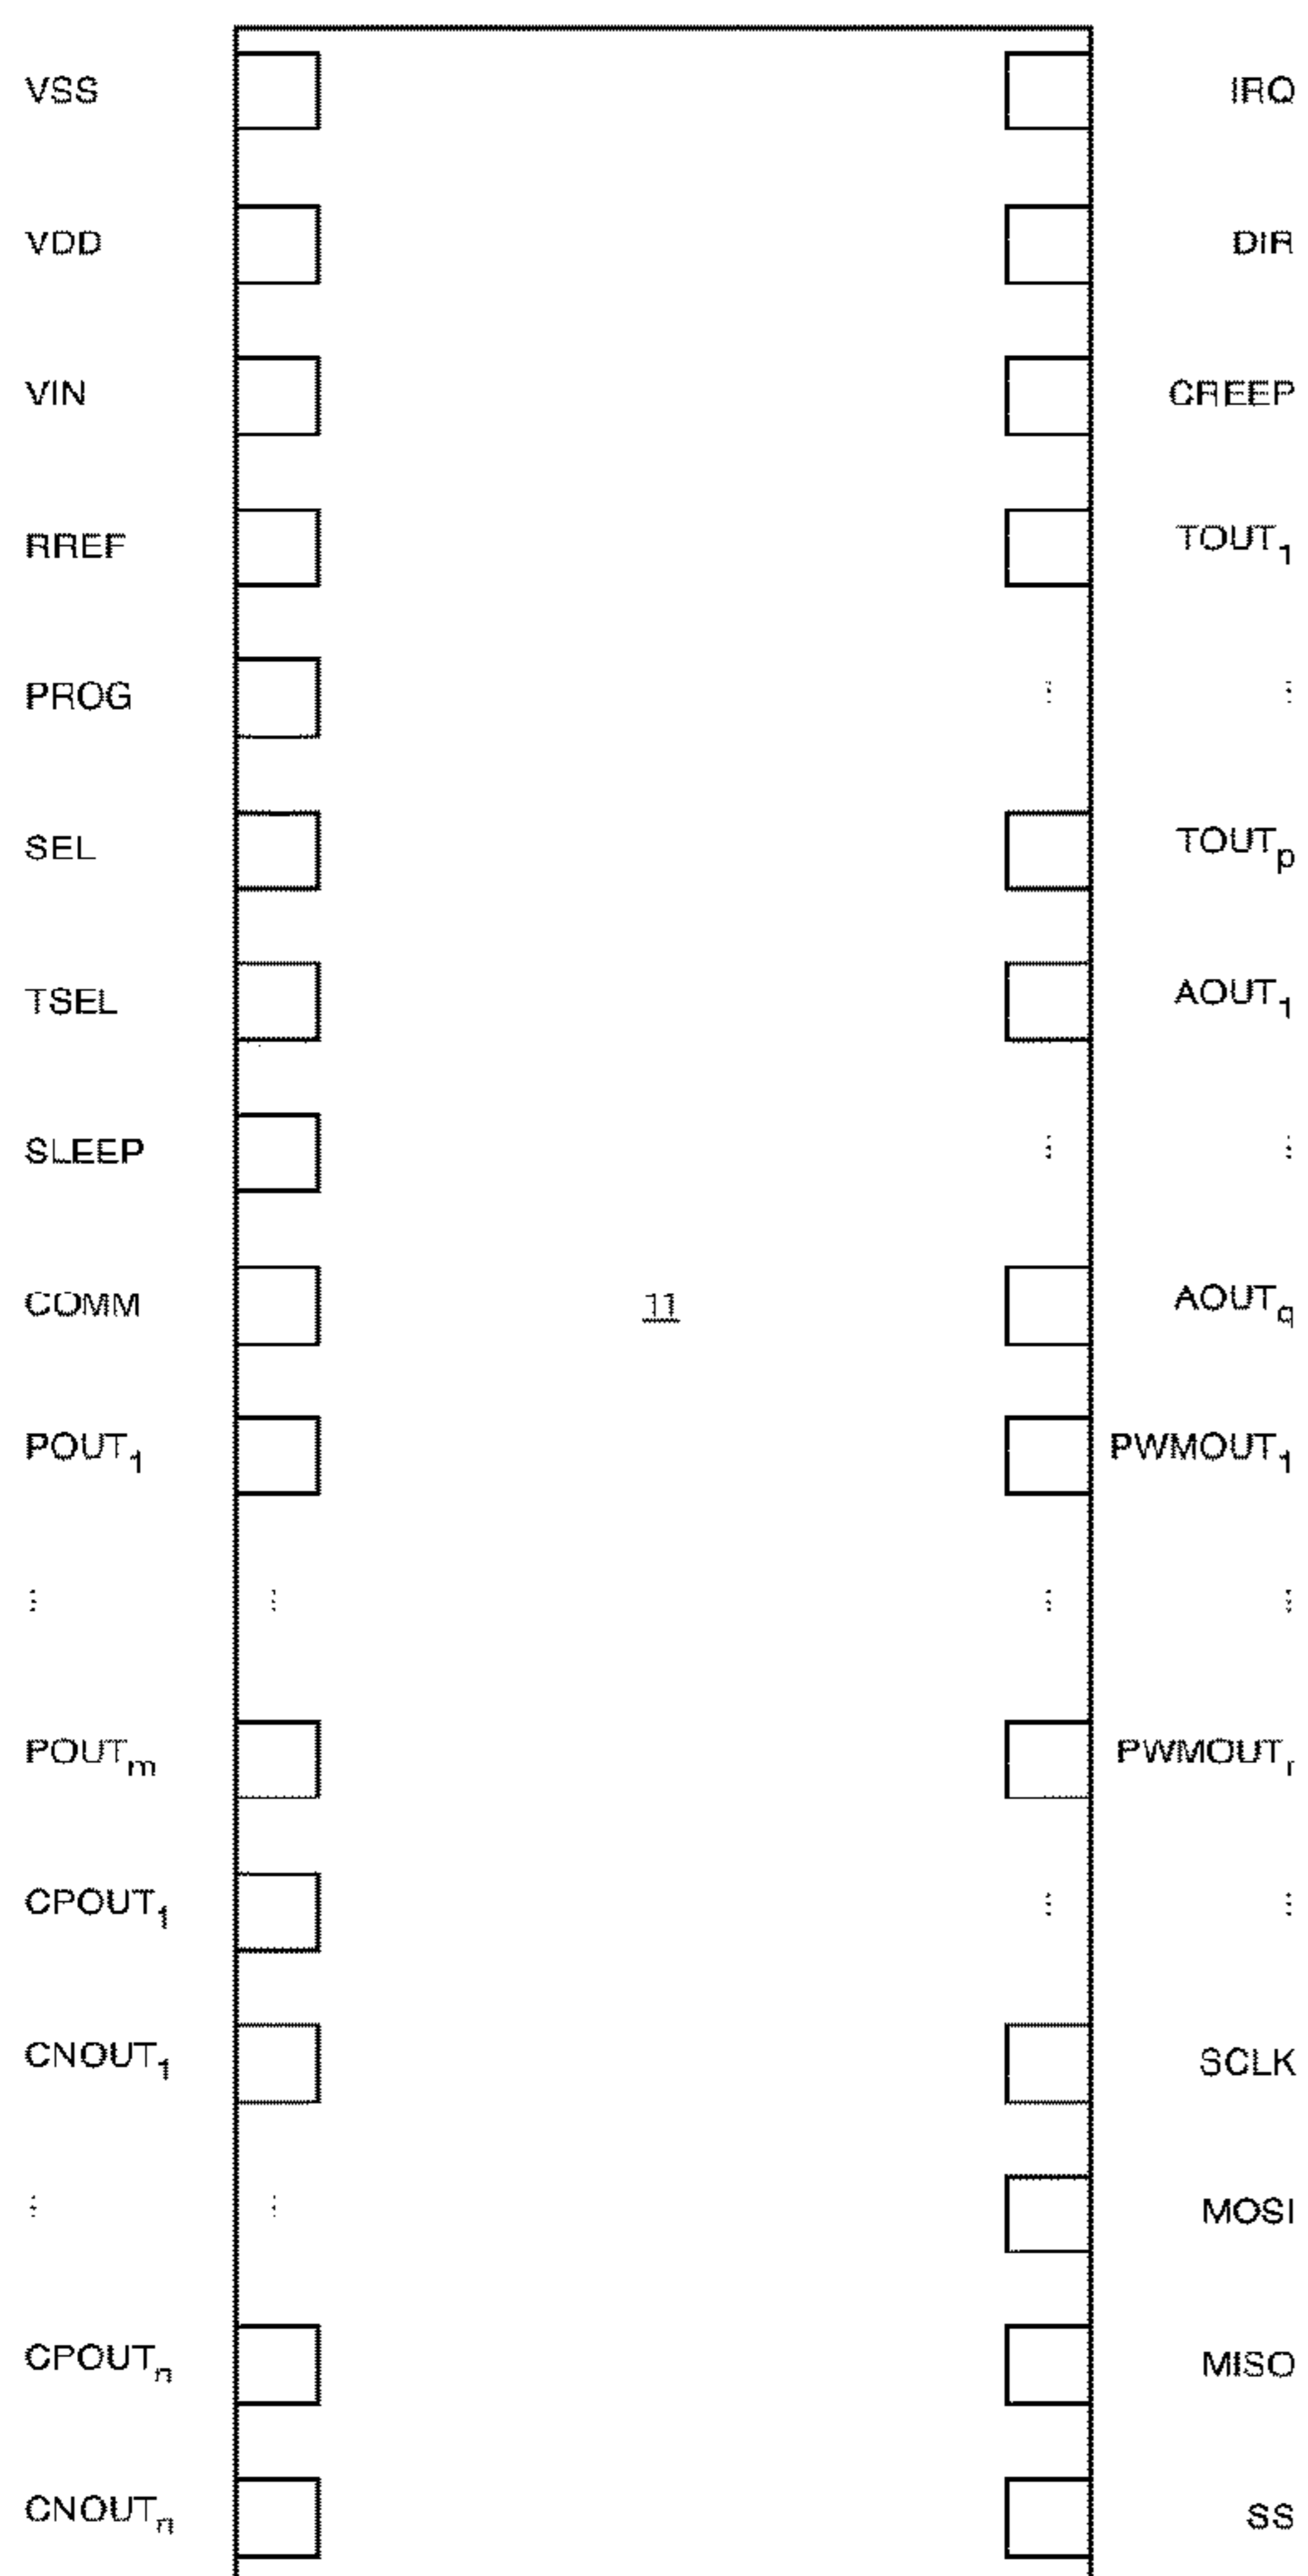 VSS IRQ
VDD DIR
VIN CREEP
RREF TOUT₁
PROG ⋮ ⋮
SEL TOUTₚ
TSEL AOUT₁
SLEEP ⋮ ⋮
COMM 11 AOUTq
POUT₁ PWMOUT₁
⋮ ⋮ ⋮ ⋮
POUTₘ PWMOUTᵣ
CPOUT₁ ⋮ ⋮
CNOUT₁ SCLK
⋮ ⋮ MOSI
CPOUTₙ MISO
CNOUTₙ SS